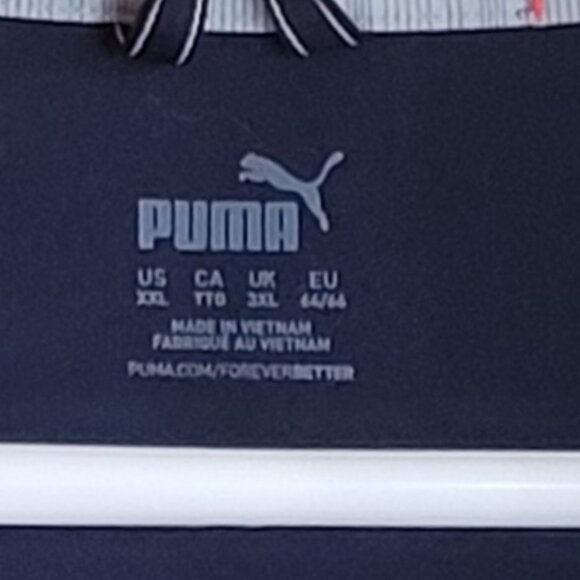 PUMA
US CA UK EU
XXL TTG 3XL 64/66
MADE IN VIETNAM
FABRIQUÉ AU VIETNAM
PUMA.COM/FOREVERBETTER